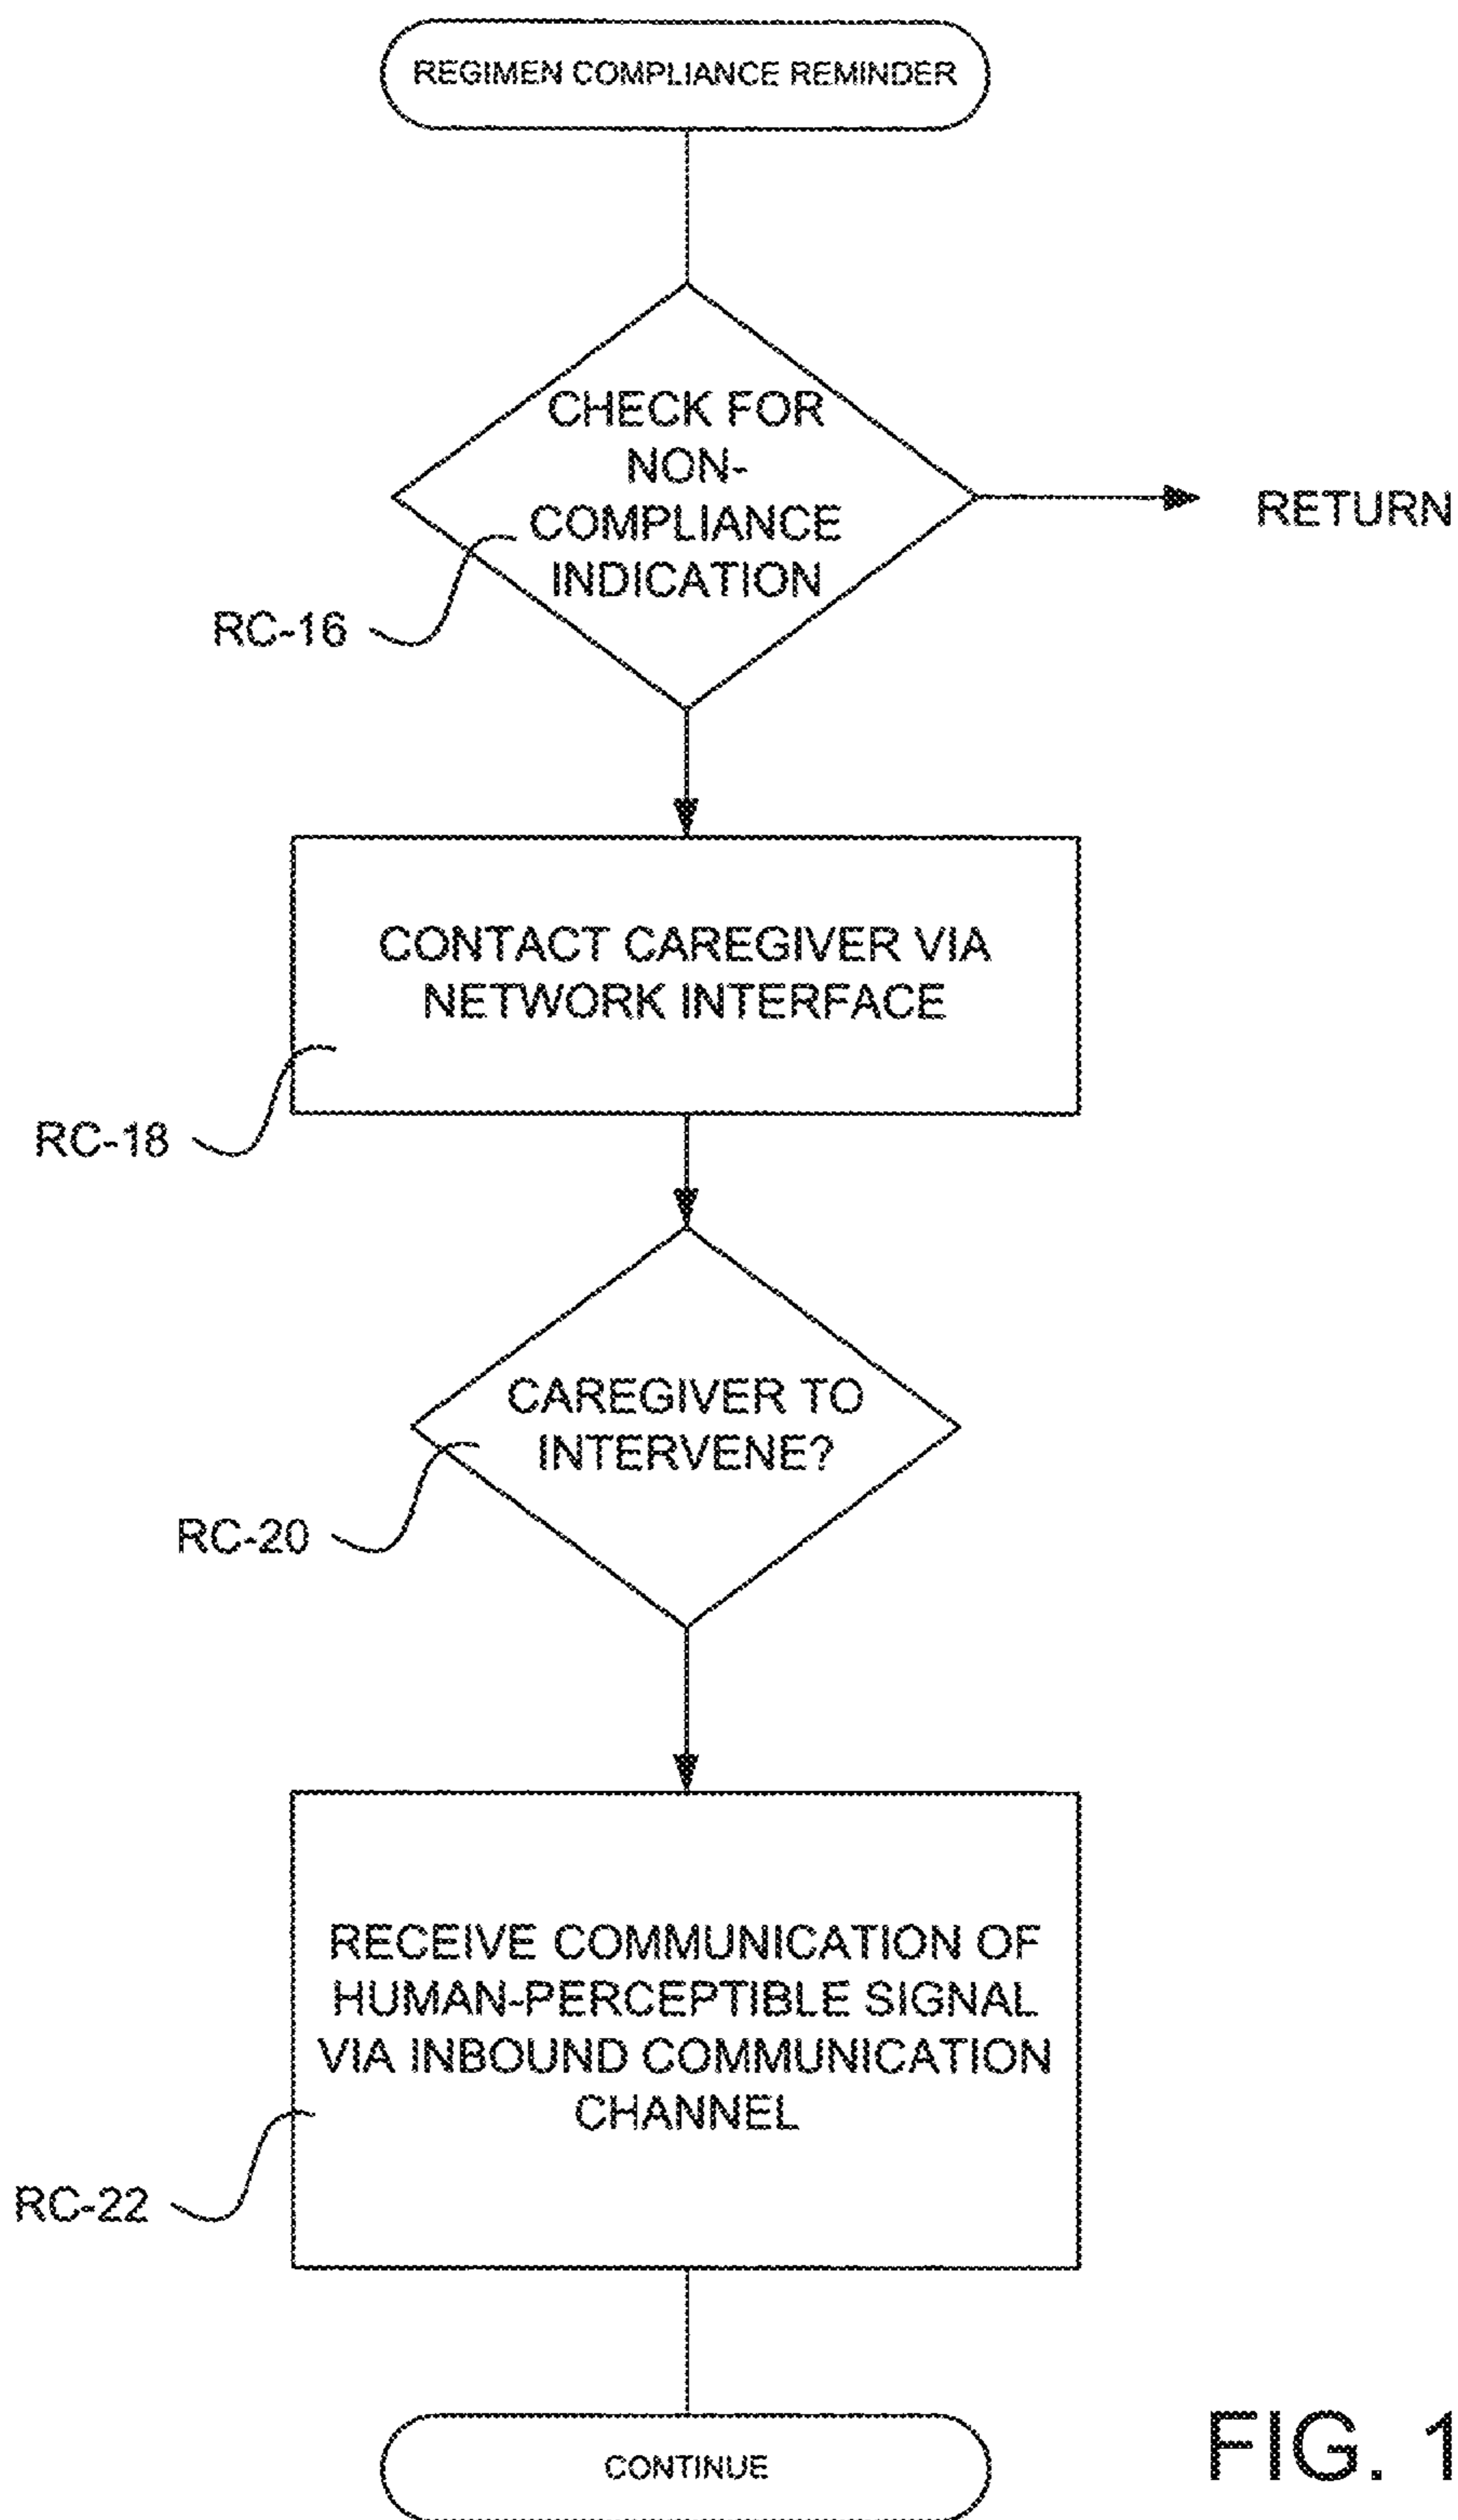 REGIMEN COMPLIANCE REMINDER
CHECK FOR
NON-
COMPLIANCE
INDICATION
RETURN
RC-16
CONTACT CAREGIVER VIA
NETWORK INTERFACE
RC-18
CAREGIVER TO
INTERVENE?
RC-20
RECEIVE COMMUNICATION OF
HUMAN-PERCEPTIBLE SIGNAL
VIA INBOUND COMMUNICATION
CHANNEL
RC-22
CONTINUE
FIG. 1